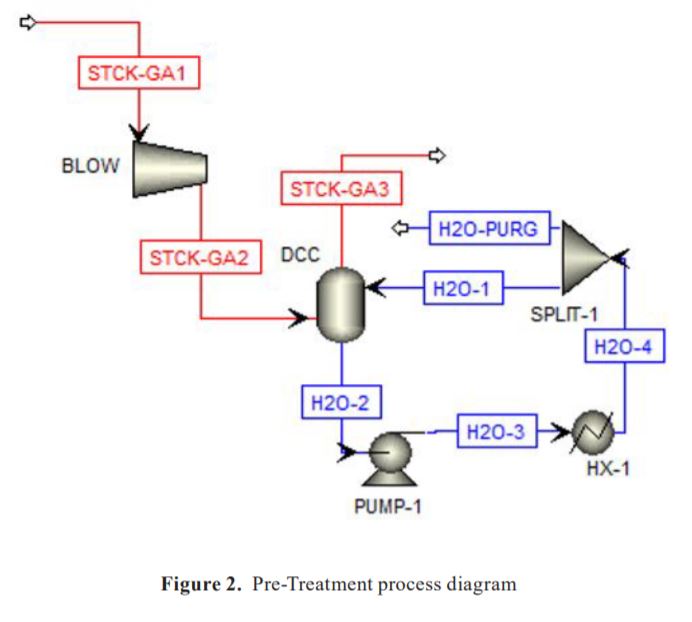 STCK-GA1
BLOW
STCK-GA3
H2O-PURG
STCK-GA2
DCC
H2O-1
SPLIT-1
H2O-4
H2O-2
H2O-3
HX-1
PUMP-1
Figure 2. Pre-Treatment process diagram